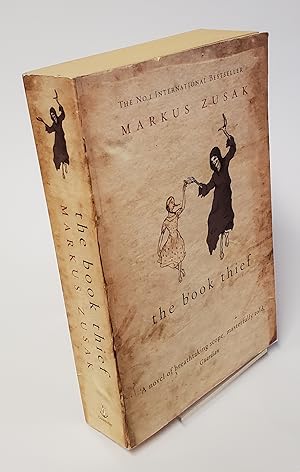 THE NO.1 INTERNATIONAL BESTSELLER
MARKUS ZUSAK
the book thief
'A novel of breathtaking scope, masterfully told'
Guardian
the book thief
MARKUS ZUSAK